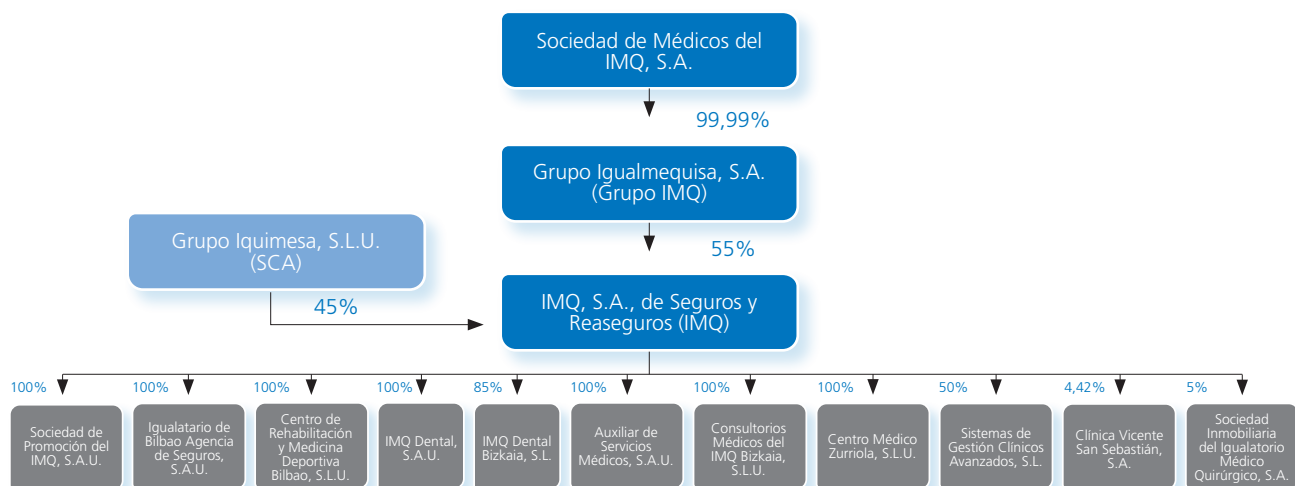 Sociedad de Médicos del
IMQ, S.A.
99,99%
Grupo Igualmequisa, S.A.
(Grupo IMQ)
55%
Grupo Iquimesa, S.L.U.
(SCA)
45%
IMQ, S.A., de Seguros y
Reaseguros (IMQ)
100%
Sociedad de
Promoción del
IMQ, S.A.U.
100%
Igualatario de
Bilbao Agencia
de Seguros,
S.A.U.
100%
Centro de
Rehabilitación
y Medicina
Deportiva
Bilbao, S.L.U.
100%
IMQ Dental,
S.A.U.
85%
IMQ Dental
Bizkaia, S.L.
100%
Auxiliar de
Servicios
Médicos, S.A.U.
100%
Consultorios
Médicos del
IMQ Bizkaia,
S.L.U.
100%
Centro Médico
Zurriola, S.L.U.
50%
Sistemas de
Gestión Clínicos
Avanzados, S.L.
4,42%
Clínica Vicente
San Sebastián,
S.A.
5%
Sociedad
Inmobiliaria
del Igualatorio
Médico
Quirúrgico, S.A.